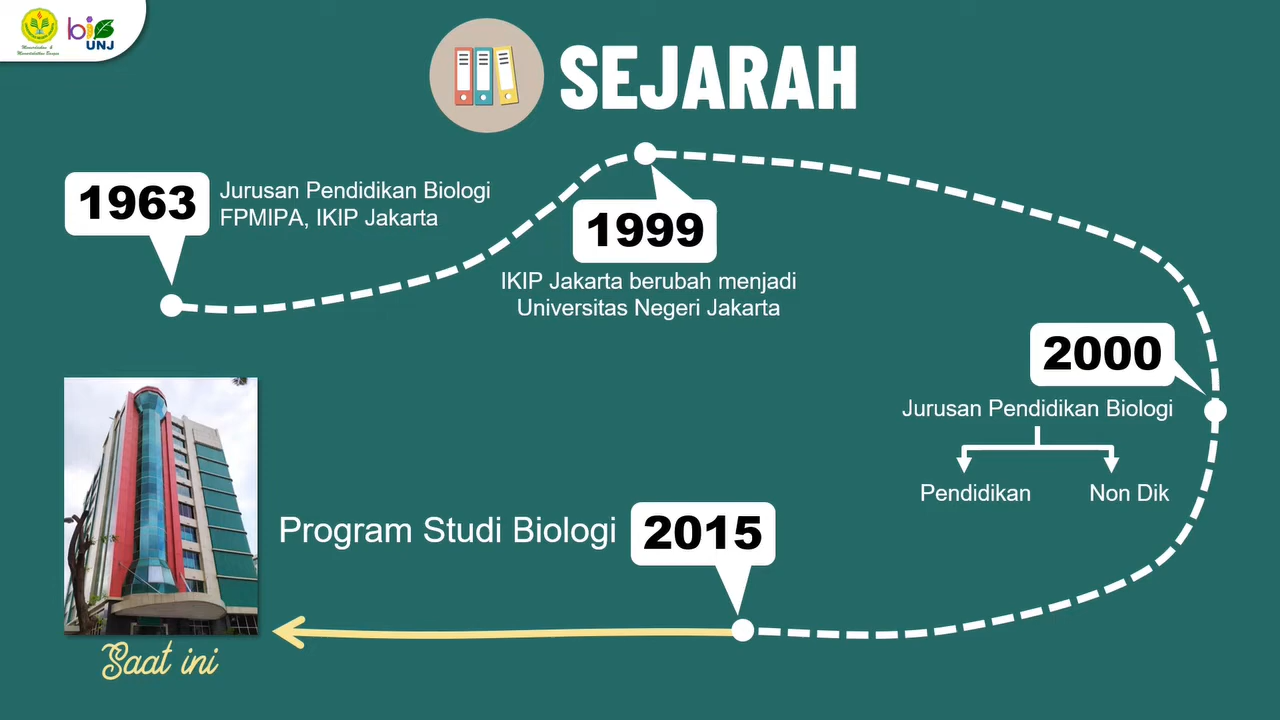 bio
UNJ
SEJARAH
1963
Jurusan Pendidikan Biologi
FPMIPA, IKIP Jakarta
1999
IKIP Jakarta berubah menjadi
Universitas Negeri Jakarta
2000
Jurusan Pendidikan Biologi
Pendidikan
Non Dik
Program Studi Biologi
2015
Saat ini